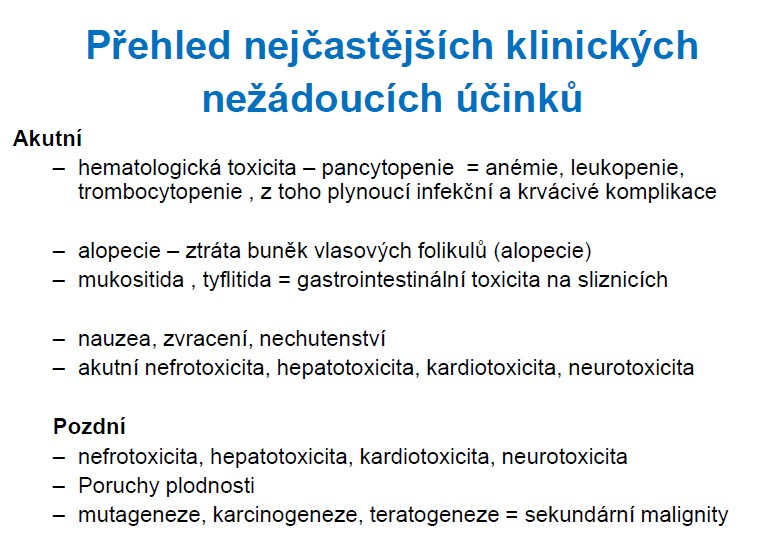 Přehled nejčastějších klinických
nežádoucích účinků
Akutní
– hematologická toxicita – pancytopenie = anémie, leukopenie,
trombocytopenie , z toho plynoucí infekční a krvácivé komplikace
– alopecie – ztráta buněk vlasových folikulů (alopecie)
– mukositida , tyflitida = gastrointestinální toxicita na sliznicích
– nauzea, zvracení, nechutenství
– akutní nefrotoxicita, hepatotoxicita, kardiotoxicita, neurotoxicita
Pozdní
– nefrotoxicita, hepatotoxicita, kardiotoxicita, neurotoxicita
– Poruchy plodnosti
– mutageneze, karcinogeneze, teratogeneze = sekundární malignity